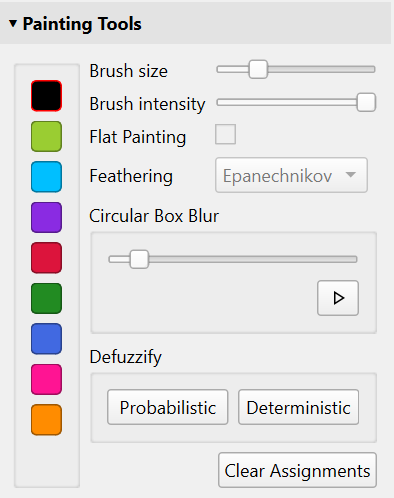 Painting Tools
Brush size
Brush intensity
Flat Painting
Feathering
Epanechnikov
Circular Box Blur
Defuzzify
Probabilistic
Deterministic
Clear Assignments